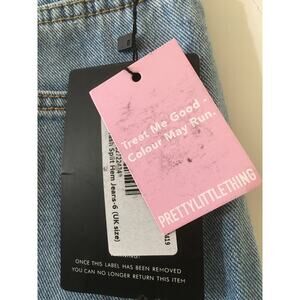 Treat Me Good -
Colour May Run.
PRETTYLITTLETHING
Split Hem Jeans-6 (UK size)
ONCE THIS LABEL HAS BEEN REMOVED
YOU CAN NO LONGER RETURN THIS ITEM